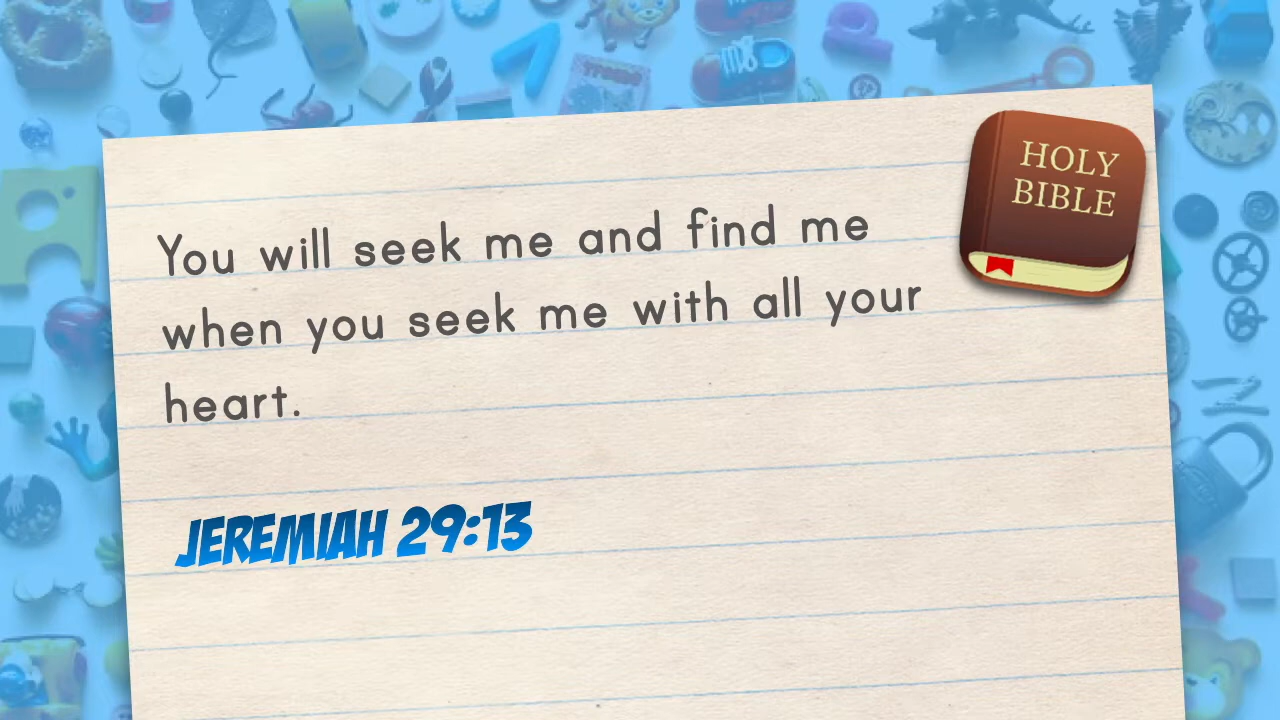 HOLY
BIBLE
You will seek me and find me
when you seek me with all your
heart.
JEREMIAH 29:13